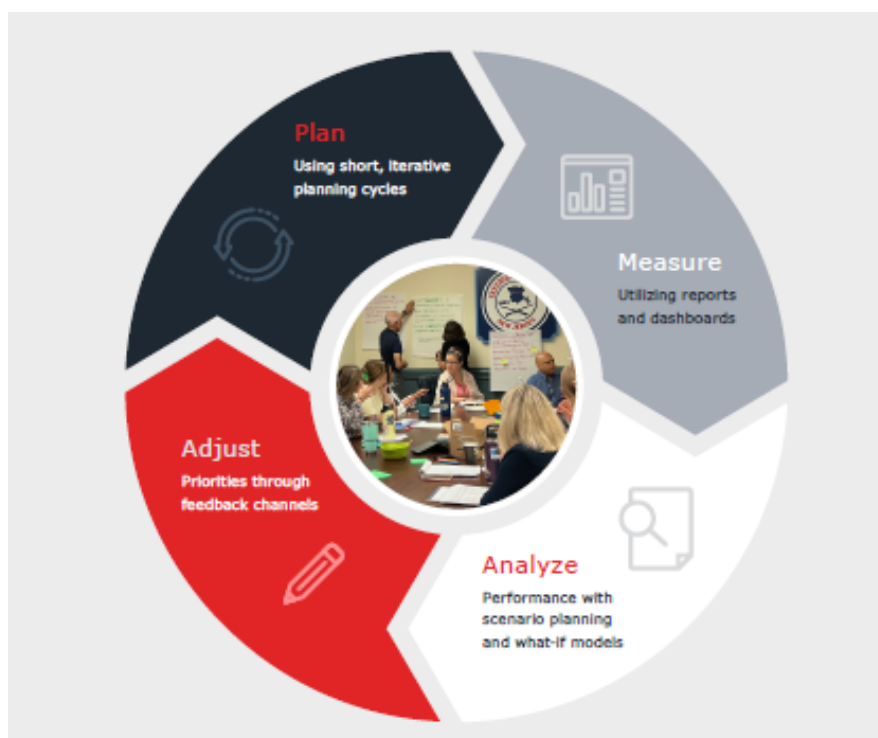 Plan
Using short, iterative
planning cycles
Measure
Utilizing reports
and dashboards
Analyze
Performance with
scenario planning
and what-if models
Adjust
Priorities through
feedback channels